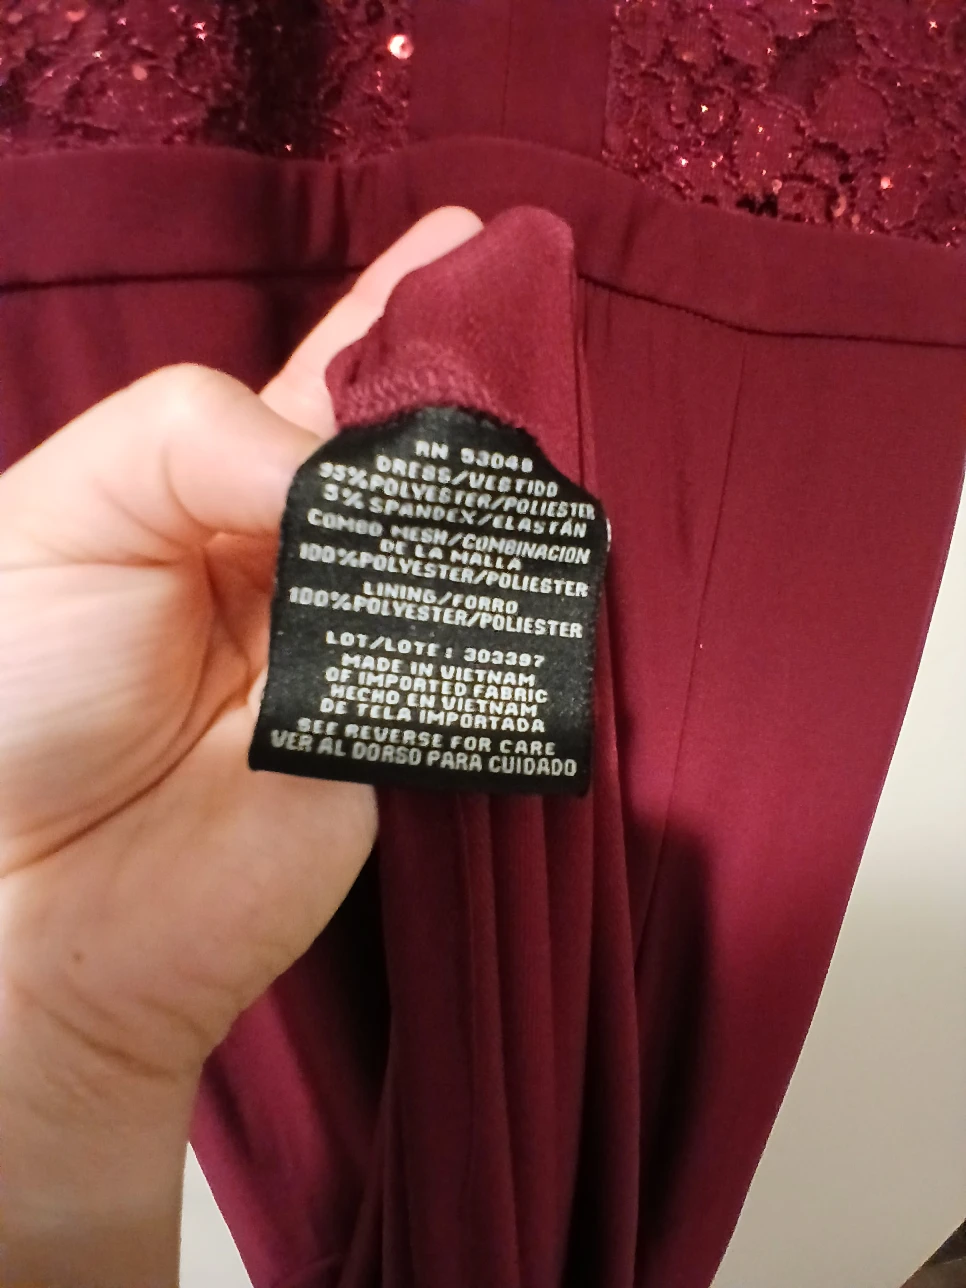 RN 53048
DRESS/VESTIDO
95%POLYESTER/POLIESTER
5% SPANDEX/ELASTÁN
COMBO MESH/COMBINACION
DE LA MALLA
100%POLYESTER/POLIESTER
LINING/FORRO
100%POLYESTER/POLIESTER
LOT/LOTE : 303397
MADE IN VIETNAM
OF IMPORTED FABRIC
HECHO EN VIETNAM
DE TELA IMPORTADA
SEE REVERSE FOR CARE
VER AL DORSO PARA CUIDADO